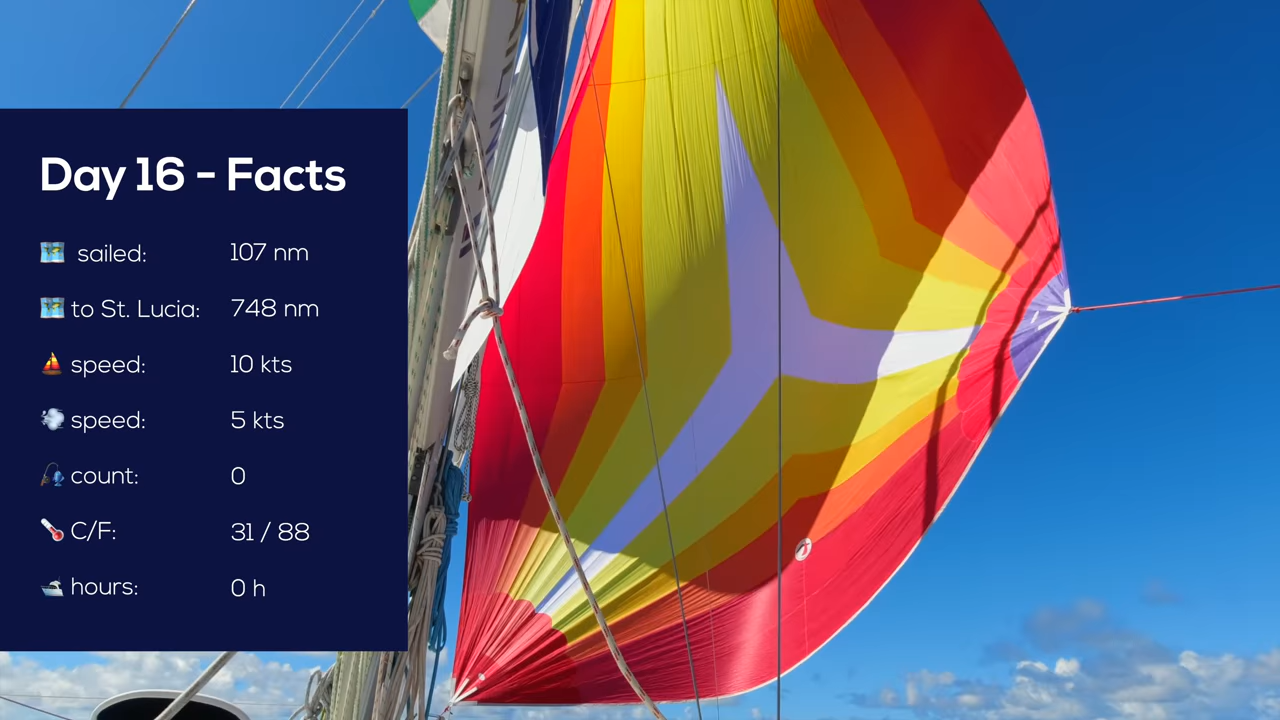 Day 16 - Facts
🗺️ sailed: 107 nm
🗺️ to St. Lucia: 748 nm
⛵ speed: 10 kts
💨 speed: 5 kts
🎣 count: 0
🌡️ C/F: 31 / 88
🛥️ hours: 0 h